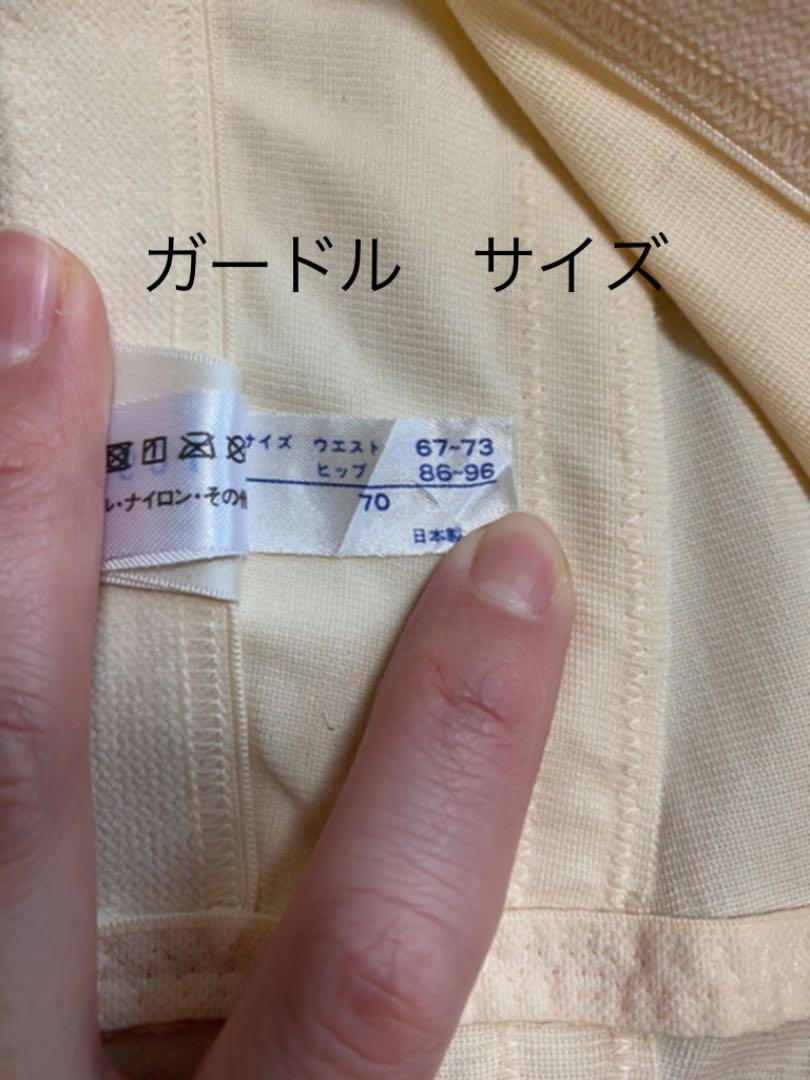 ガードル　サイズ
サイズ ウエスト 67~73
ヒップ 86~96
ル・ナイロン・その他
70
日本製